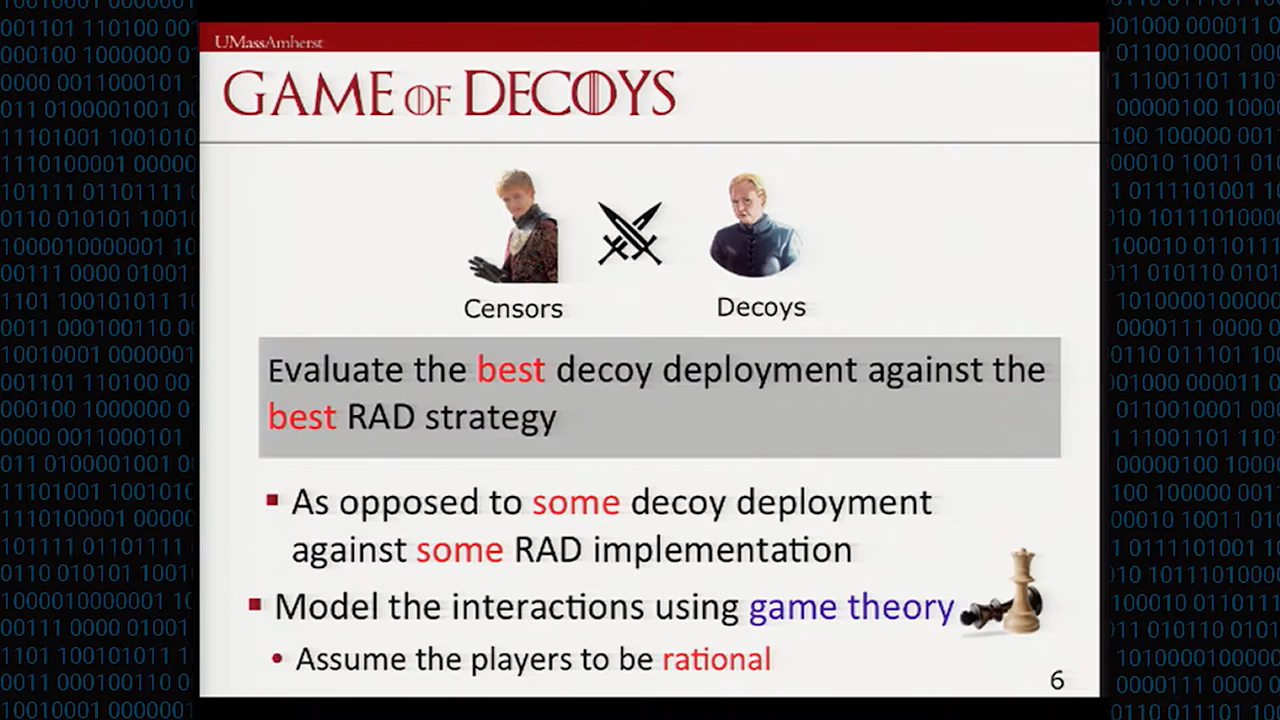 UMassAmherst
GAME OF DECOYS
Censors
Decoys
Evaluate the best decoy deployment against the
best RAD strategy
As opposed to some decoy deployment
against some RAD implementation
Model the interactions using game theory
Assume the players to be rational
6